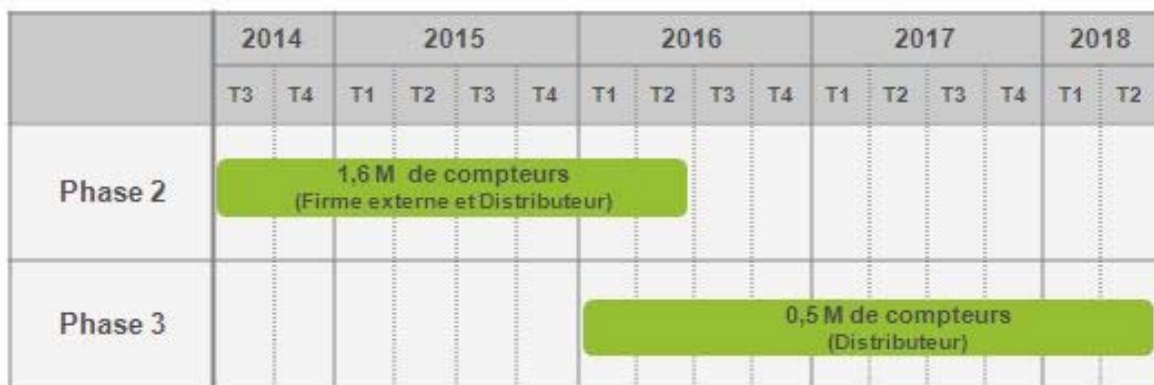 2014 2015 2016 2017 2018
T3 T4 T1 T2 T3 T4 T1 T2 T3 T4 T1 T2 T3 T4 T1 T2
Phase 2
1,6 M de compteurs
(Firme externe et Distributeur)
Phase 3
0,5 M de compteurs
(Distributeur)